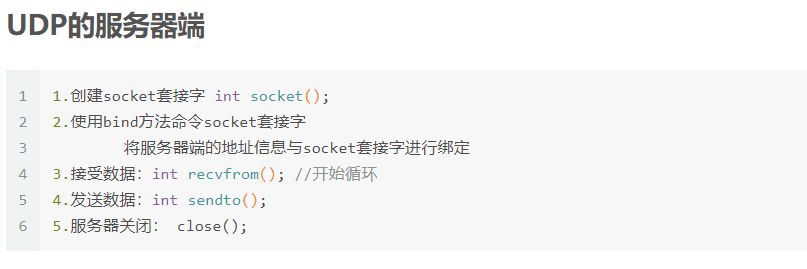 UDP的服务器端
1 1.创建socket套接字 int socket();
2 2.使用bind方法命令socket套接字
3 将服务器端的地址信息与socket套接字进行绑定
4 3.接受数据：int recvfrom(); //开始循环
5 4.发送数据：int sendto();
6 5.服务器关闭： close();